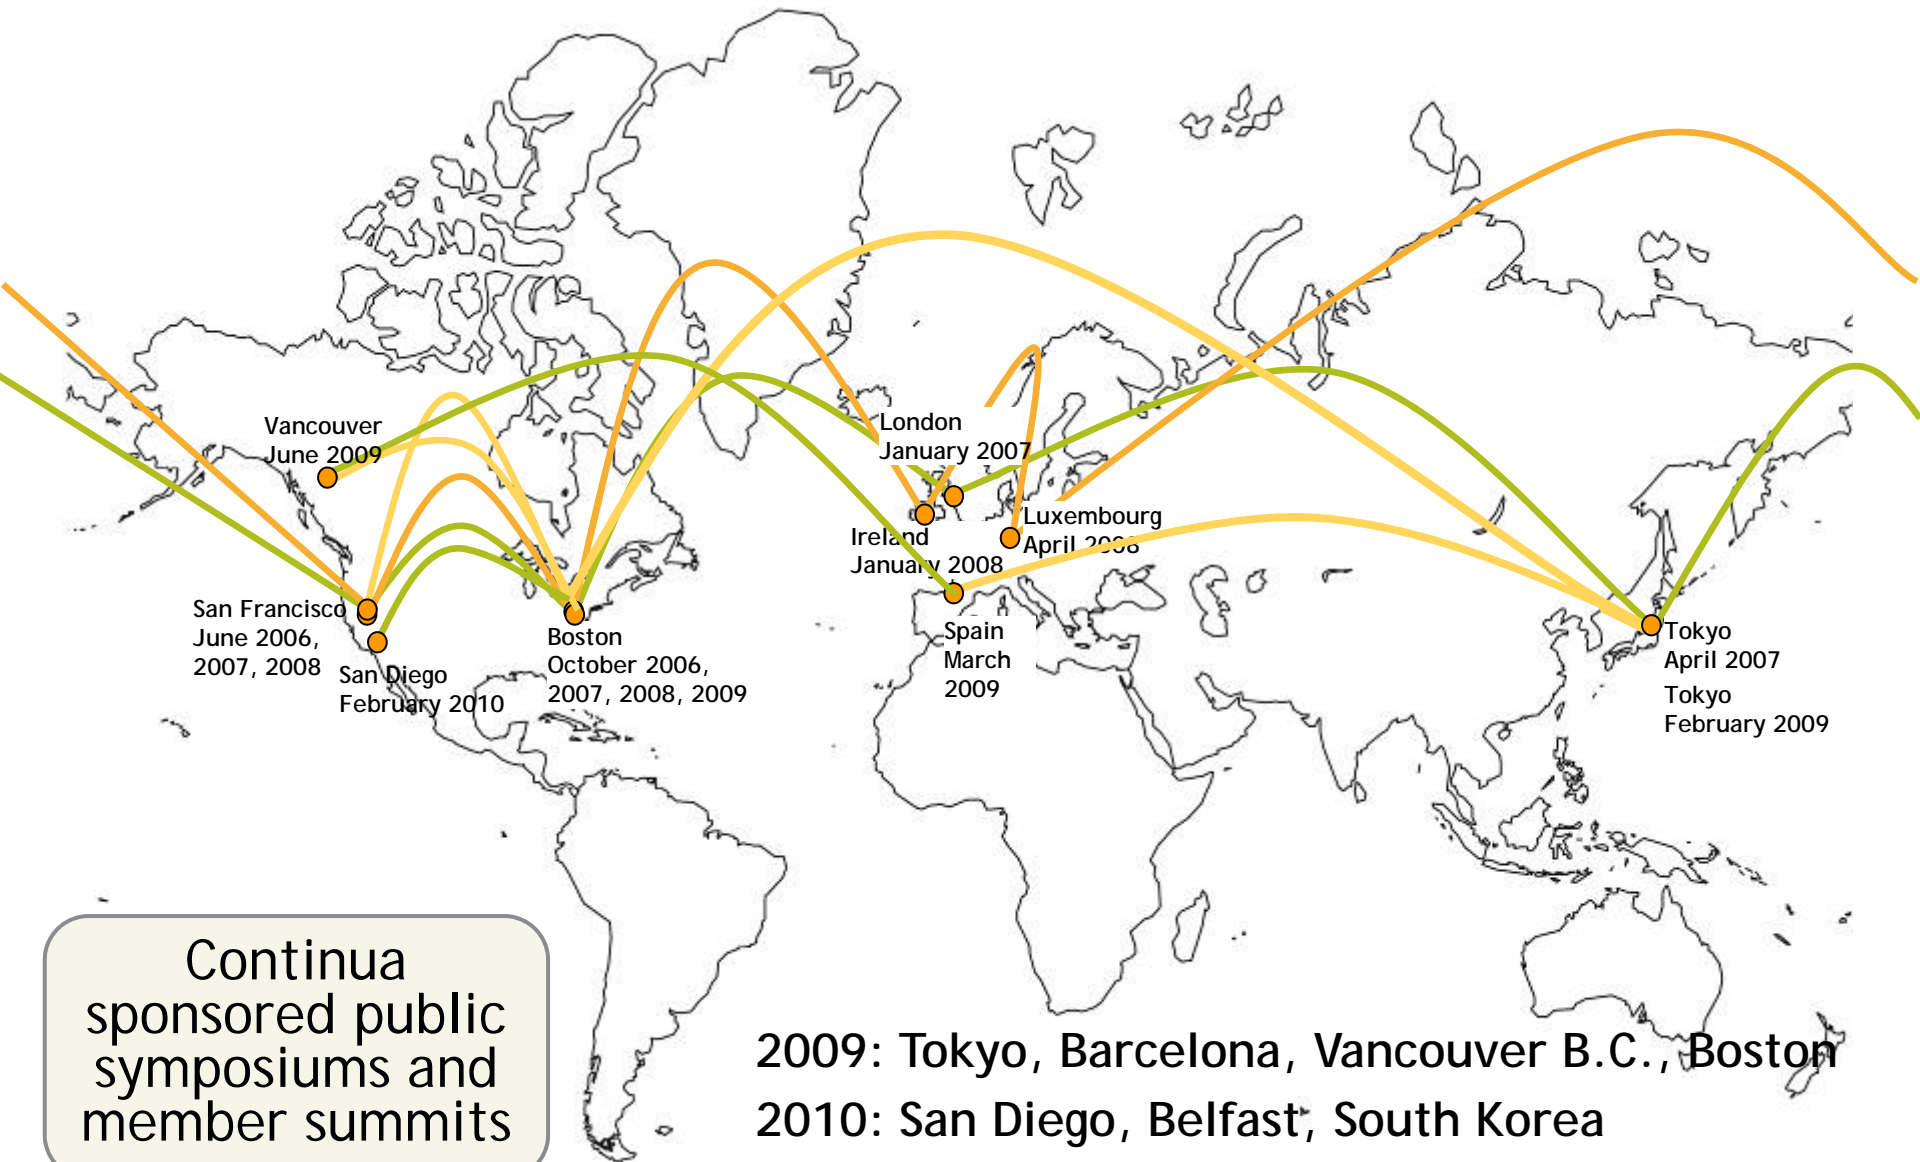 Vancouver
June 2009
London
January 2007
Luxembourg
April 2008
Ireland
January 2008
San Francisco
June 2006,
2007, 2008
San Diego
February 2010
Boston
October 2006,
2007, 2008, 2009
Spain
March
2009
Tokyo
April 2007
Tokyo
February 2009
Continua
sponsored public
symposiums and
member summits
2009: Tokyo, Barcelona, Vancouver B.C., Boston
2010: San Diego, Belfast, South Korea